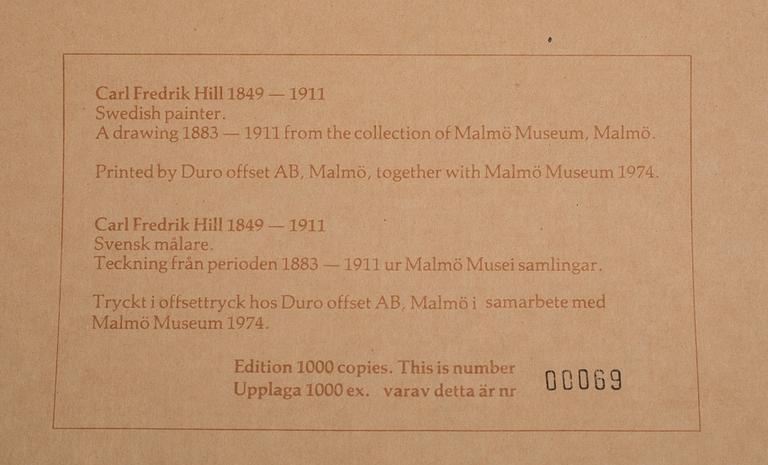 Carl Fredrik Hill 1849 — 1911
Swedish painter.
A drawing 1883 — 1911 from the collection of Malmö Museum, Malmö.
Printed by Duro offset AB, Malmö, together with Malmö Museum 1974.
Carl Fredrik Hill 1849 — 1911
Svensk målare.
Teckning från perioden 1883 — 1911 ur Malmö Musei samlingar.
Tryckt i offsettryck hos Duro offset AB, Malmö i samarbete med
Malmö Museum 1974.
Edition 1000 copies. This is number
Upplaga 1000 ex. varav detta är nr 00069